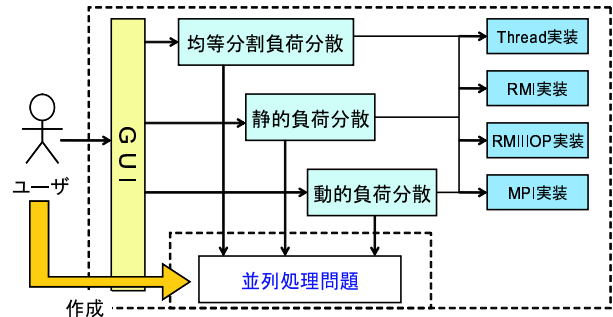 均等分割負荷分散
Thread実装
RMI実装
静的負荷分散
GUI
RMIIIOP実装
ユーザ
動的負荷分散
MPI実装
並列処理問題
作成